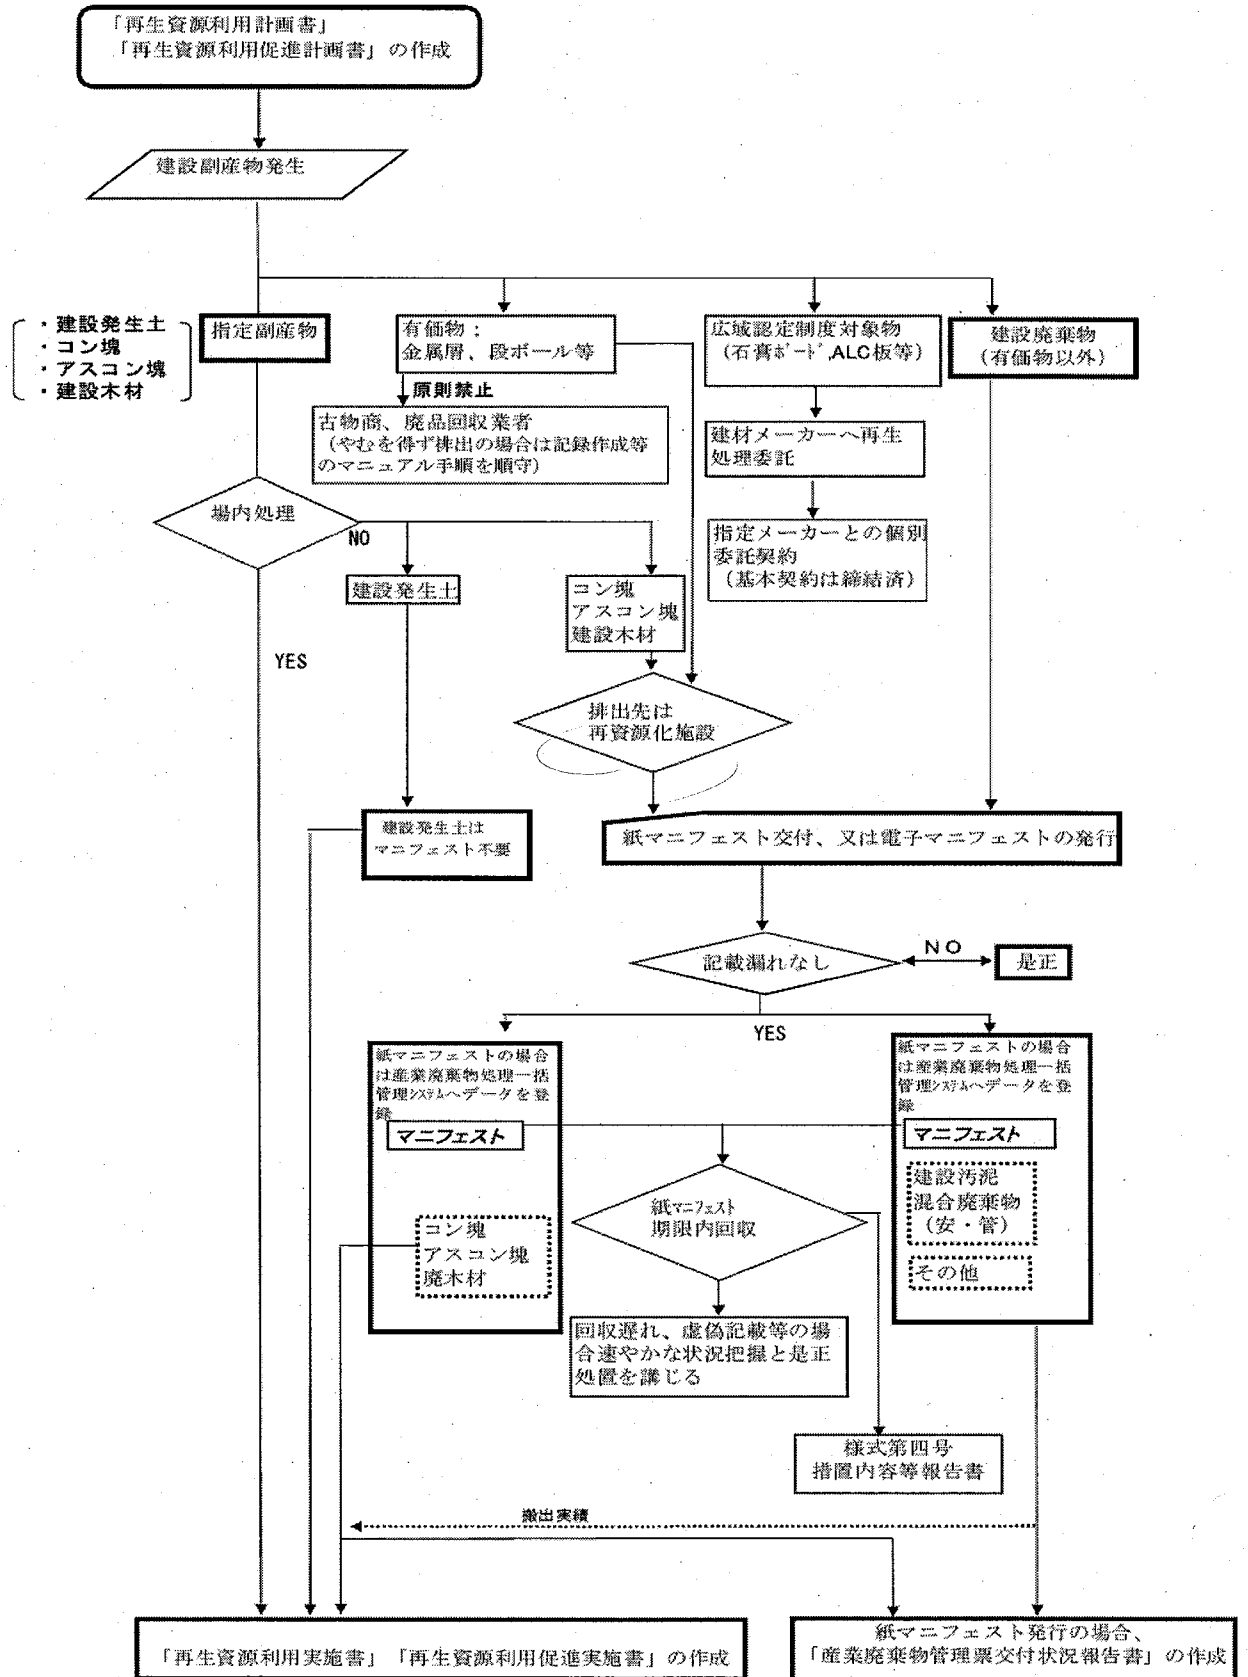 「再生資源利用計画書」
「再生資源利用促進計画書」の作成
建設副産物発生
・建設発生土
・コン塊
・アスコン塊
・建設木材
指定副産物
有価物：
金属層、段ボール等
広域認定制度対象物
（石膏ボード,ALC板等）
建設廃棄物
（有価物以外）
原則禁止
古物商、廃品回収業者
（やむを得ず排出の場合は記録作成等
のマニュアル手順を順守）
建材メーカーへ再生
処理委託
場内処理
NO
指定メーカーとの個別
委託契約
（基本契約は締結済）
建設発生土
コン塊
アスコン塊
建設木材
YES
排出先は
再資源化施設
建設発生土は
マニフェスト不要
紙マニフェスト交付、又は電子マニフェストの発行
記載漏れなし
NO
是正
YES
紙マニフェストの場合
は産業廃棄物処理一括
管理システムへデータを登
録
マニフェスト
コン塊
アスコン塊
廃木材
紙マニフェスト
期限内回収
紙マニフェストの場合
は産業廃棄物処理一括
管理システムへデータを登
録
マニフェスト
建設汚泥
混合廃棄物
（安・管）
その他
回収遅れ、虚偽記載等の場
合速やかな状況把握と是正
処置を講じる
様式第四号
措置内容等報告書
搬出実績
「再生資源利用実施書」「再生資源利用促進実施書」の作成
紙マニフェスト発行の場合、
「産業廃棄物管理票交付状況報告書」の作成